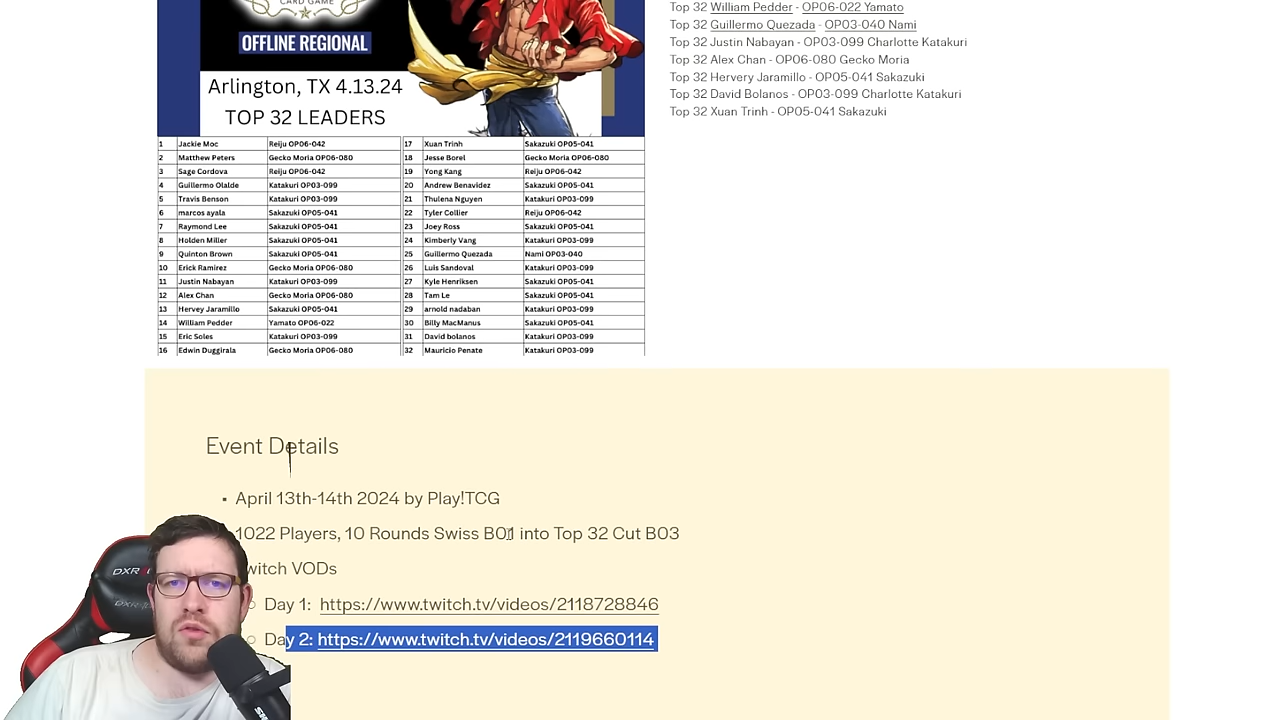 CARD GAME
OFFLINE REGIONAL
Arlington, TX 4.13.24
TOP 32 LEADERS
1 Jackie Moc Reiju OP06-042 17 Xuan Trinh Sakazuki OP05-041
2 Matthew Peters Gecko Moria OP06-080 18 Jesse Borel Gecko Moria OP06-080
3 Sage Cordova Reiju OP06-042 19 Yong Kang Reiju OP06-042
4 Guillermo Olalde Katakuri OP03-099 20 Andrew Benavidez Sakazuki OP05-041
5 Travis Benson Katakuri OP03-099 21 Thulena Nguyen Katakuri OP03-099
6 marcos ayala Sakazuki OP05-041 22 Tyler Collier Reiju OP06-042
7 Raymond Lee Sakazuki OP05-041 23 Joey Ross Sakazuki OP05-041
8 Holden Miller Sakazuki OP05-041 24 Kimberly Vang Katakuri OP03-099
9 Quinton Brown Sakazuki OP05-041 25 Guillermo Quezada Nami OP03-040
10 Erick Ramirez Gecko Moria OP06-080 26 Luis Sandoval Katakuri OP03-099
11 Justin Nabayan Katakuri OP03-099 27 Kyle Henriksen Sakazuki OP05-041
12 Alex Chan Gecko Moria OP06-080 28 Tam Le Sakazuki OP05-041
13 Hervey Jaramillo Sakazuki OP05-041 29 arnold nadaban Katakuri OP03-099
14 William Pedder Yamato OP06-022 30 Billy MacManus Sakazuki OP05-041
15 Eric Soles Katakuri OP03-099 31 David bolanos Katakuri OP03-099
16 Edwin Duggirala Gecko Moria OP06-080 32 Mauricio Penate Katakuri OP03-099
Top 32 William Pedder - OP06-022 Yamato
Top 32 Guillermo Quezada - OP03-040 Nami
Top 32 Justin Nabayan - OP03-099 Charlotte Katakuri
Top 32 Alex Chan - OP06-080 Gecko Moria
Top 32 Hervery Jaramillo - OP05-041 Sakazuki
Top 32 David Bolanos - OP03-099 Charlotte Katakuri
Top 32 Xuan Trinh - OP05-041 Sakazuki
Event Details
April 13th-14th 2024 by Play!TCG
1022 Players, 10 Rounds Swiss BO1 into Top 32 Cut BO3
witch VODs
Day 1: https://www.twitch.tv/videos/2118728846
Day 2: https://www.twitch.tv/videos/2119660114